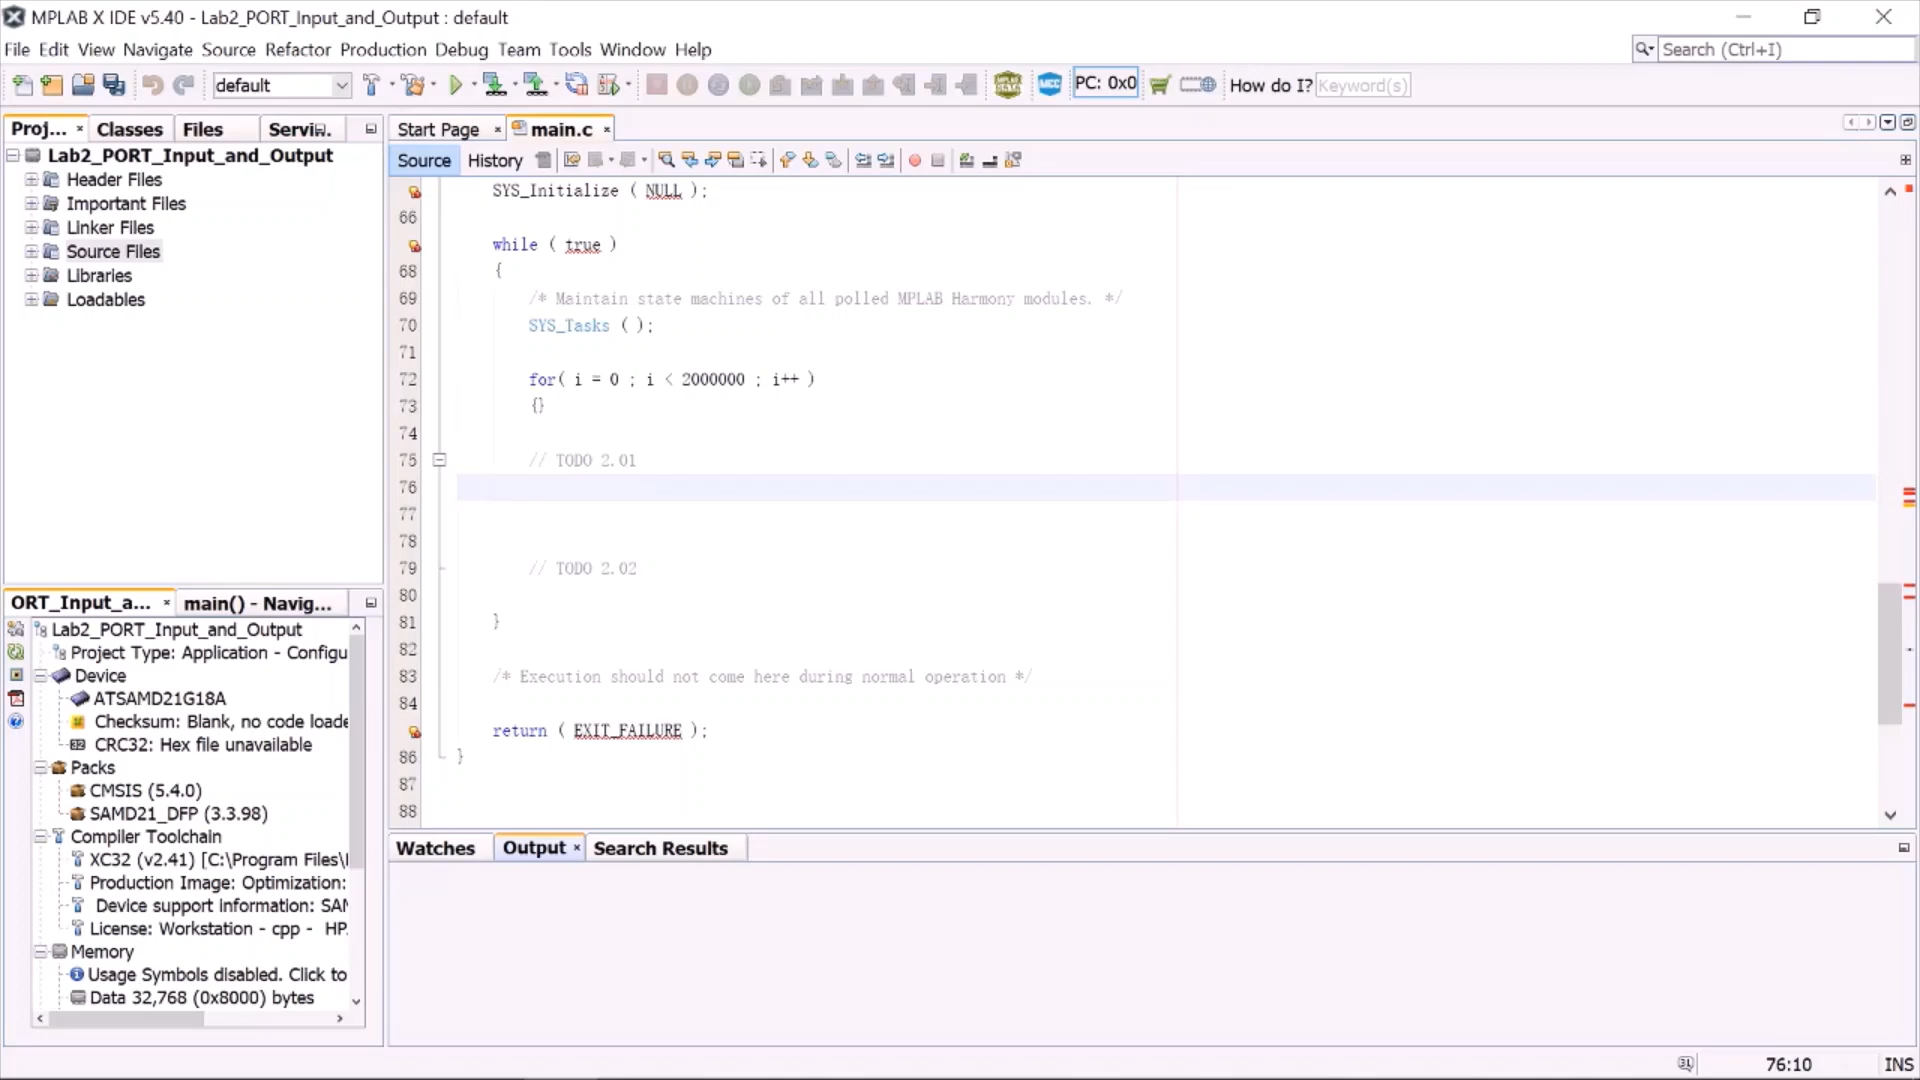 MPLAB X IDE v5.40 - Lab2_PORT_Input_and_Output : default
File Edit View Navigate Source Refactor Production Debug Team Tools Window Help
Search (Ctrl+I)
default
PC: 0x0
How do I?
Keyword(s)
Proj...
Classes
Files
Start Page
main.c
Lab2_PORT_Input_and_Output
Header Files
Important Files
Linker Files
Source Files
Libraries
Loadables
Source
History
SYS_Initialize ( NULL );
66
while ( true )
68 {
69 /* Maintain state machines of all polled MPLAB Harmony modules. */
70 SYS_Tasks ( );
71
72 for( i = 0 ; i < 2000000 ; i++ )
73 {}
74
75 // TODO 2.01
76
77
78
79 // TODO 2.02
80
81 }
82
83 /* Execution should not come here during normal operation */
84
return ( EXIT_FAILURE );
86 }
87
88
ORT_Input_a...
main() - Navig...
Lab2_PORT_Input_and_Output
Project Type: Application - Configu
Device
ATSAMD21G18A
Checksum: Blank, no code loade
CRC32: Hex file unavailable
Packs
CMSIS (5.4.0)
SAMD21_DFP (3.3.98)
Compiler Toolchain
XC32 (v2.41) [C:\Program Files\
Production Image: Optimization:
Device support information: SAM
License: Workstation - cpp - HP
Memory
Usage Symbols disabled. Click to
Data 32,768 (0x8000) bytes
Watches
Output
Search Results
76:10
INS